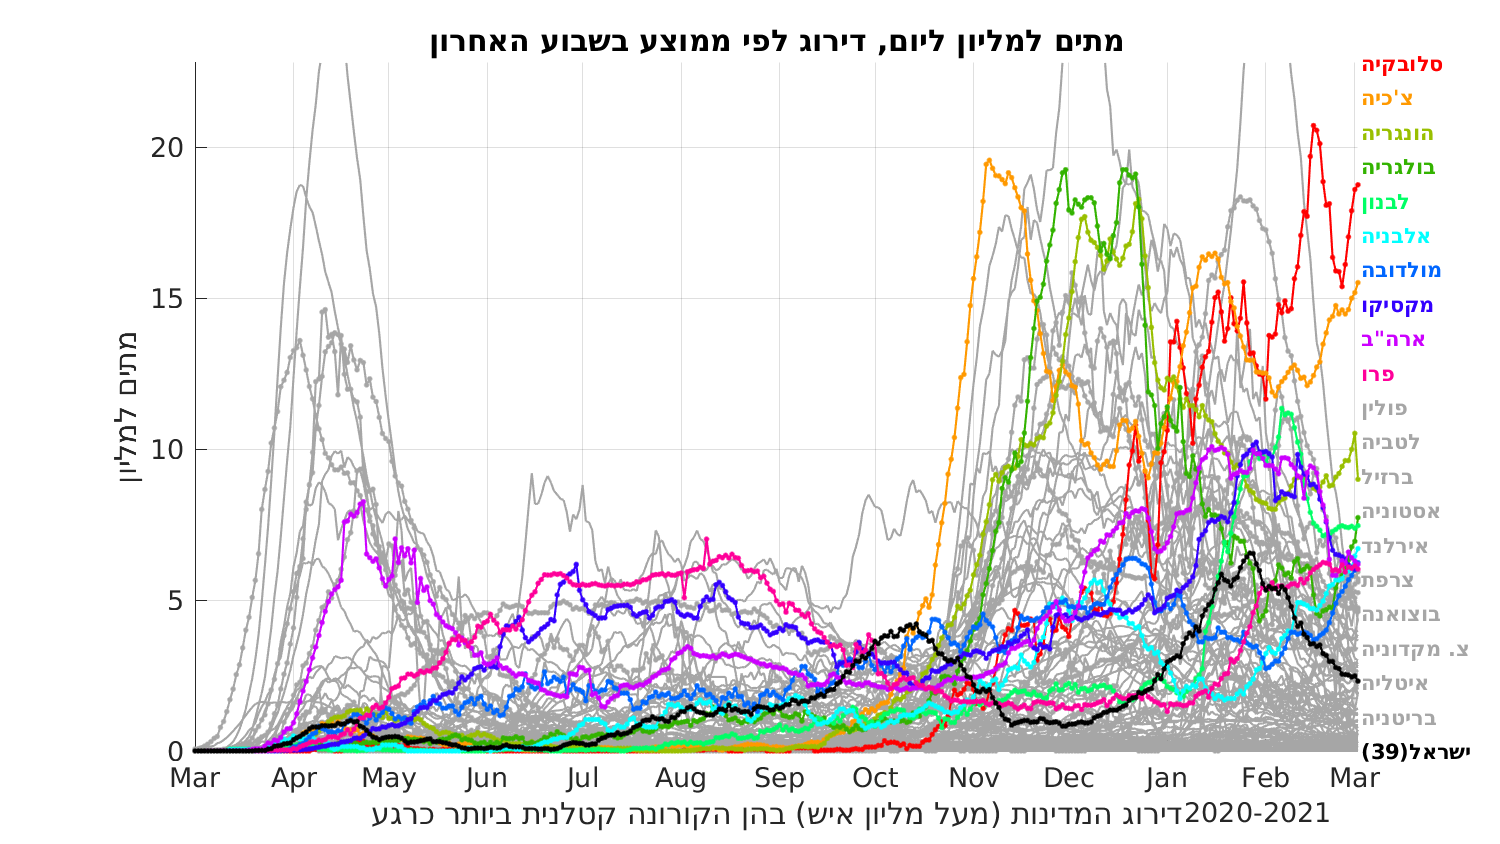 מתים למליון ליום, דירוג לפי ממוצע בשבוע האחרון
מתים למליון
20
15
10
5
0
Mar Apr May Jun Jul Aug Sep Oct Nov Dec Jan Feb Mar
דירוג המדינות (מעל מליון איש) בהן הקורונה קטלנית ביותר כרגע2020-2021
סלובקיה
צ'כיה
הונגריה
בולגריה
לבנון
אלבניה
מולדובה
מקסיקו
ארה"ב
פרו
פולין
לטביה
ברזיל
אסטוניה
אירלנד
צרפת
בוצואנה
צ. מקדוניה
איטליה
בריטניה
ישראל(39)